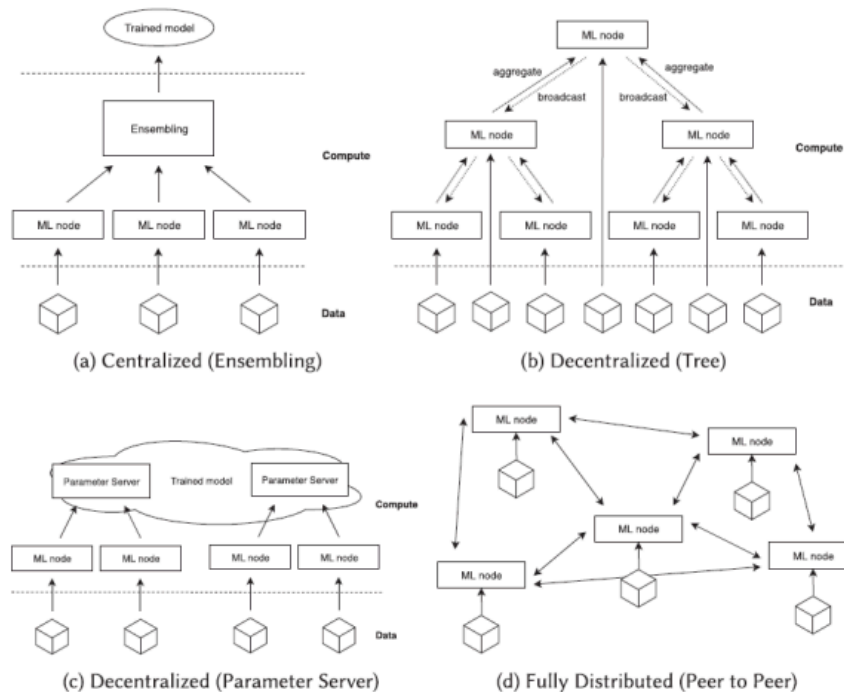 Trained model
Ensembling
Compute
ML node
ML node
ML node
Data
(a) Centralized (Ensembling)
ML node
aggregate
aggregate
broadcast
broadcast
ML node
ML node
Compute
ML node
ML node
ML node
ML node
Data
(b) Decentralized (Tree)
Parameter Server
Trained model
Parameter Server
Compute
ML node
ML node
ML node
ML node
Data
(c) Decentralized (Parameter Server)
ML node
ML node
ML node
ML node
ML node
(d) Fully Distributed (Peer to Peer)